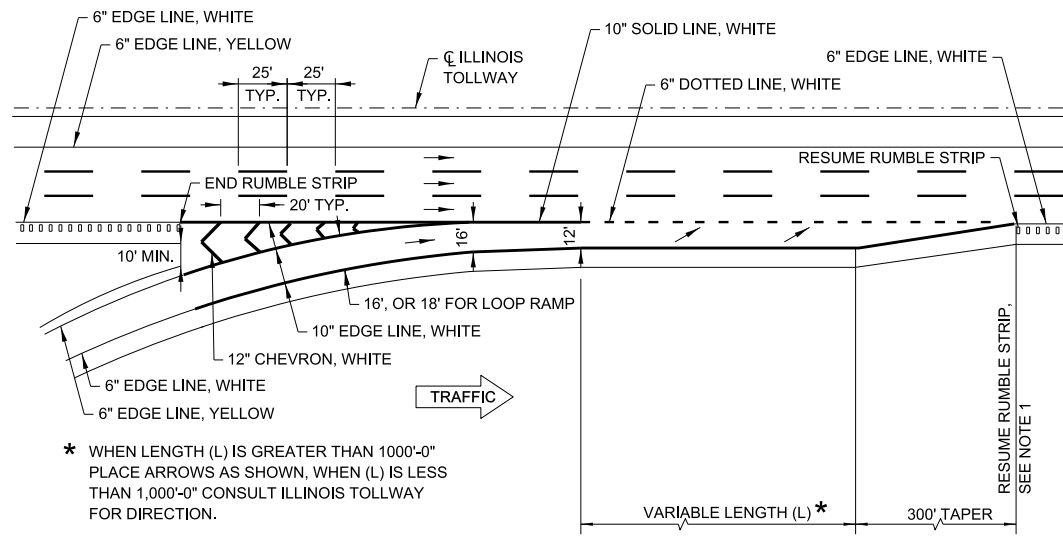 6" EDGE LINE, WHITE
6" EDGE LINE, YELLOW
25'
TYP.
25'
TYP.
℄ ILLINOIS
TOLLWAY
10" SOLID LINE, WHITE
6" EDGE LINE,
WHITE
6" DOTTED LINE, WHITE
RESUME RUMBLE STRIP
END RUMBLE STRIP
20' TYP.
10' MIN.
16'
12'
16', OR 18' FOR LOOP RAMP
10" EDGE LINE, WHITE
12" CHEVRON, WHITE
6" EDGE LINE, WHITE
6" EDGE LINE, YELLOW
TRAFFIC
* WHEN LENGTH (L) IS GREATER THAN 1000'-0"
PLACE ARROWS AS SHOWN, WHEN (L) IS LESS
THAN 1,000'-0" CONSULT ILLINOIS TOLLWAY
FOR DIRECTION.
VARIABLE LENGTH (L) *
300' TAPER
RESUME RUMBLE STRIP,
SEE NOTE 1